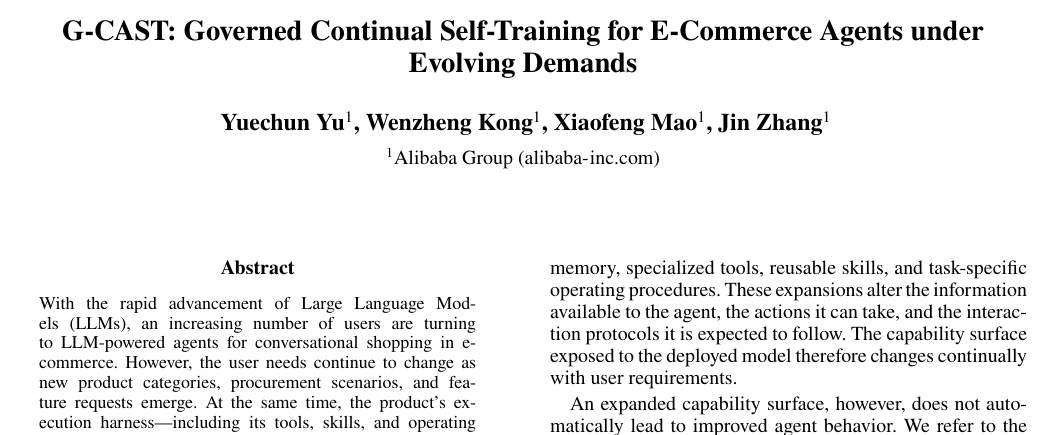 G-CAST: Governed Continual Self-Training for E-Commerce Agents under
Evolving Demands
Yuechun Yu¹, Wenzheng Kong¹, Xiaofeng Mao¹, Jin Zhang¹
¹Alibaba Group (alibaba-inc.com)
Abstract
With the rapid advancement of Large Language Mod-
els (LLMs), an increasing number of users are turning
to LLM-powered agents for conversational shopping in e-
commerce. However, the user needs continue to change as
new product categories, procurement scenarios, and fea-
ture requests emerge. At the same time, the product's ex-
ecution harness—including its tools, skills, and operating
memory, specialized tools, reusable skills, and task-specific
operating procedures. These expansions alter the information
available to the agent, the actions it can take, and the interac-
tion protocols it is expected to follow. The capability surface
exposed to the deployed model therefore changes continually
with user requirements.
An expanded capability surface, however, does not auto-
matically lead to improved agent behavior. We refer to the